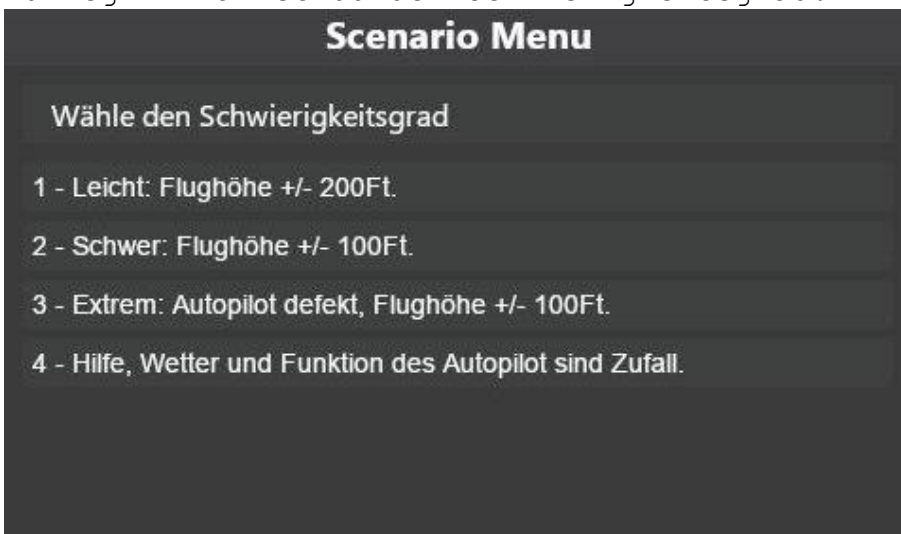 Scenario Menu
Wähle den Schwierigkeitsgrad
1 - Leicht: Flughöhe +/- 200Ft.
2 - Schwer: Flughöhe +/- 100Ft.
3 - Extrem: Autopilot defekt, Flughöhe +/- 100Ft.
4 - Hilfe, Wetter und Funktion des Autopilot sind Zufall.